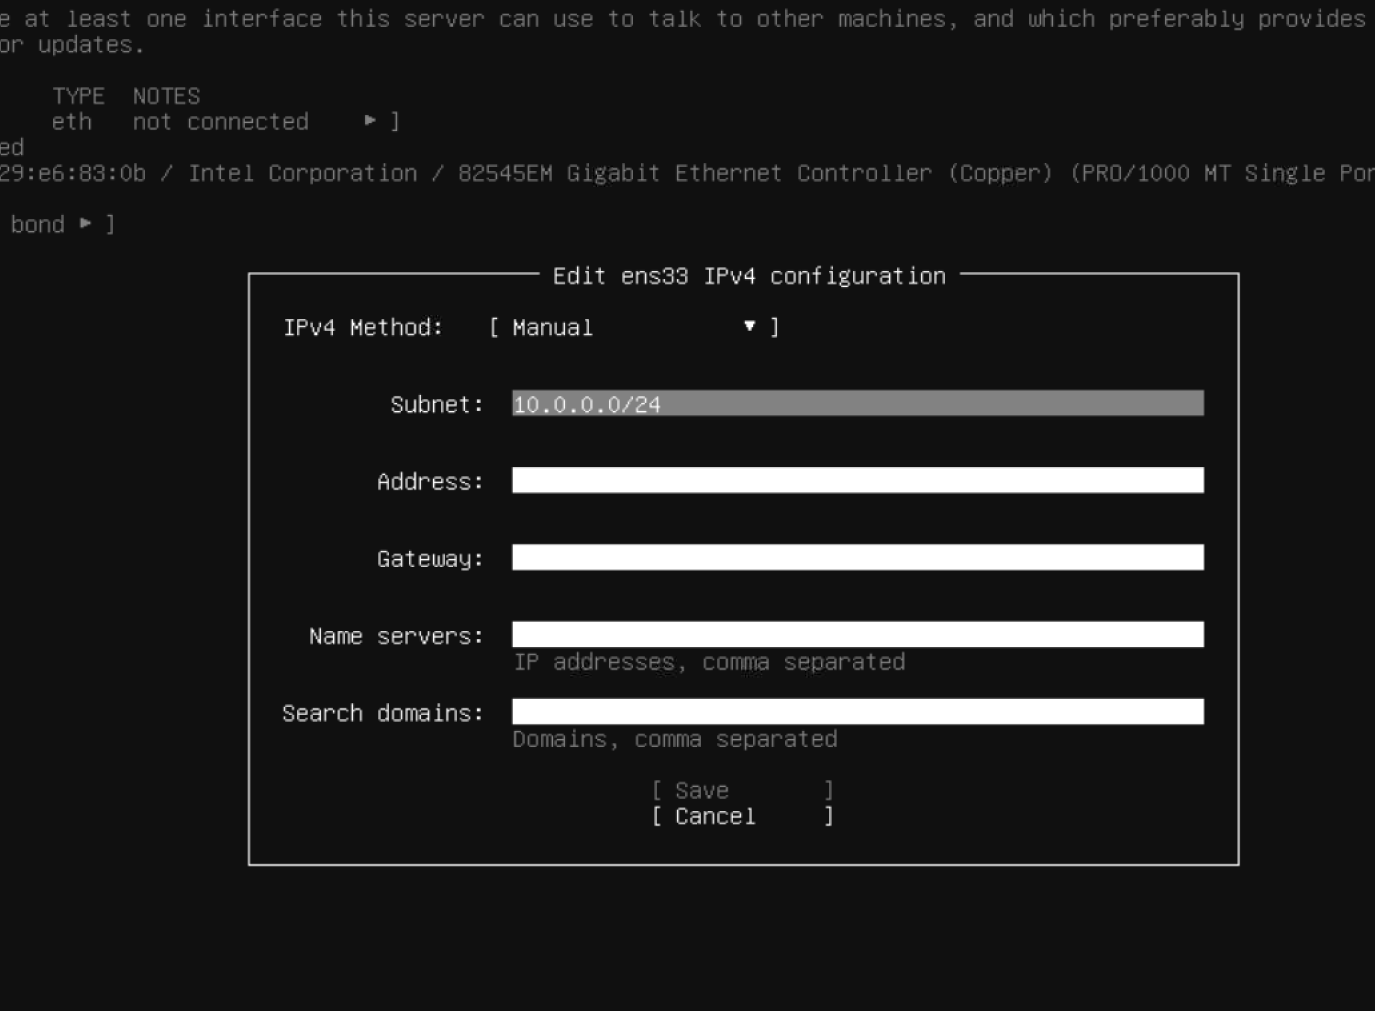 e at least one interface this server can use to talk to other machines, and which preferably provides
or updates.
TYPE NOTES
eth not connected ▸ ]
ed
29:e6:83:0b / Intel Corporation / 82545EM Gigabit Ethernet Controller (Copper) (PRO/1000 MT Single Por
bond ▸ ]
Edit ens33 IPv4 configuration
IPv4 Method: [ Manual ▾ ]
Subnet: 10.0.0.0/24
Address:
Gateway:
Name servers:
IP addresses, comma separated
Search domains:
Domains, comma separated
[ Save ]
[ Cancel ]